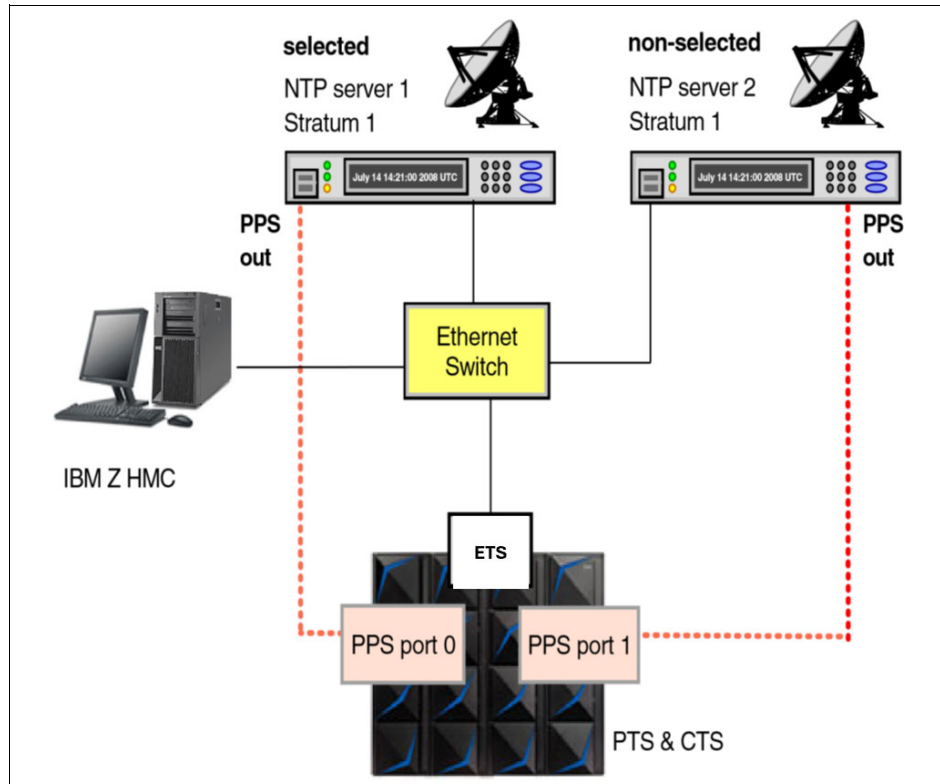 selected
NTP server 1
Stratum 1
non-selected
NTP server 2
Stratum 1
July 14 14:21:00 2008 UTC
July 14 14:21:00 2008 UTC
PPS
out
PPS
out
Ethernet
Switch
IBM Z HMC
ETS
PPS port 0
PPS port 1
PTS & CTS